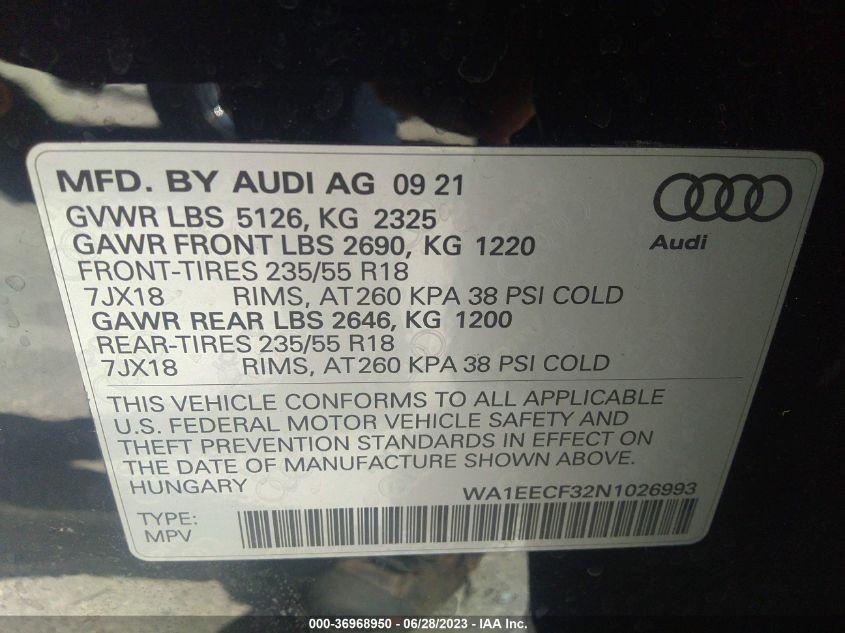 MFD. BY AUDI AG 09 21
GVWR LBS 5126, KG 2325
GAWR FRONT LBS 2690, KG 1220
Audi
FRONT-TIRES 235/55 R18
7JX18 RIMS, AT 260 KPA 38 PSI COLD
GAWR REAR LBS 2646, KG 1200
REAR-TIRES 235/55 R18
7JX18 RIMS, AT 260 KPA 38 PSI COLD
THIS VEHICLE CONFORMS TO ALL APPLICABLE
U.S. FEDERAL MOTOR VEHICLE SAFETY AND
THEFT PREVENTION STANDARDS IN EFFECT ON
THE DATE OF MANUFACTURE SHOWN ABOVE.
HUNGARY WA1EECF32N1026993
TYPE:
MPV
000-36968950 - 06/28/2023 - IAA Inc.